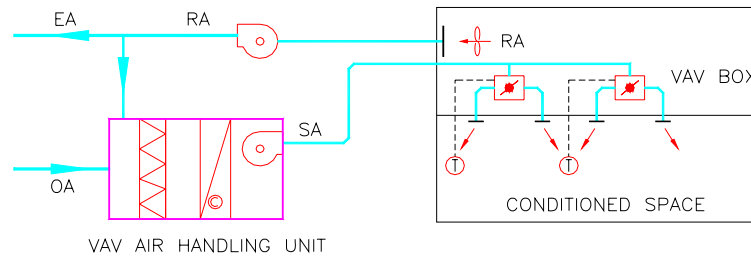 EA
RA
RA
VAV BOX
SA
T
T
OA
C
CONDITIONED SPACE
VAV AIR HANDLING UNIT